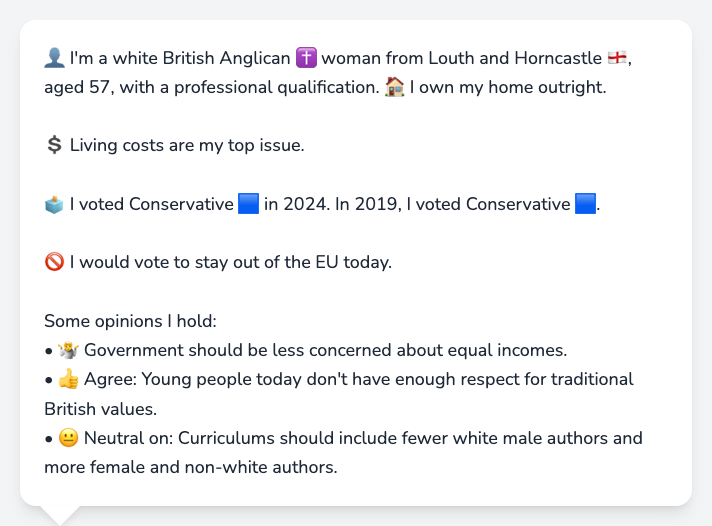 👤 I'm a white British Anglican ✝️ woman from Louth and Horncastle 🏴󠁧󠁢󠁥󠁮󠁧󠁿,
aged 57, with a professional qualification. 🏠 I own my home outright.
💲 Living costs are my top issue.
🗳️ I voted Conservative 🟦 in 2024. In 2019, I voted Conservative 🟦.
🚫 I would vote to stay out of the EU today.
Some opinions I hold:
• 🤷 Government should be less concerned about equal incomes.
• 👍 Agree: Young people today don't have enough respect for traditional
British values.
• 😐 Neutral on: Curriculums should include fewer white male authors and
more female and non-white authors.